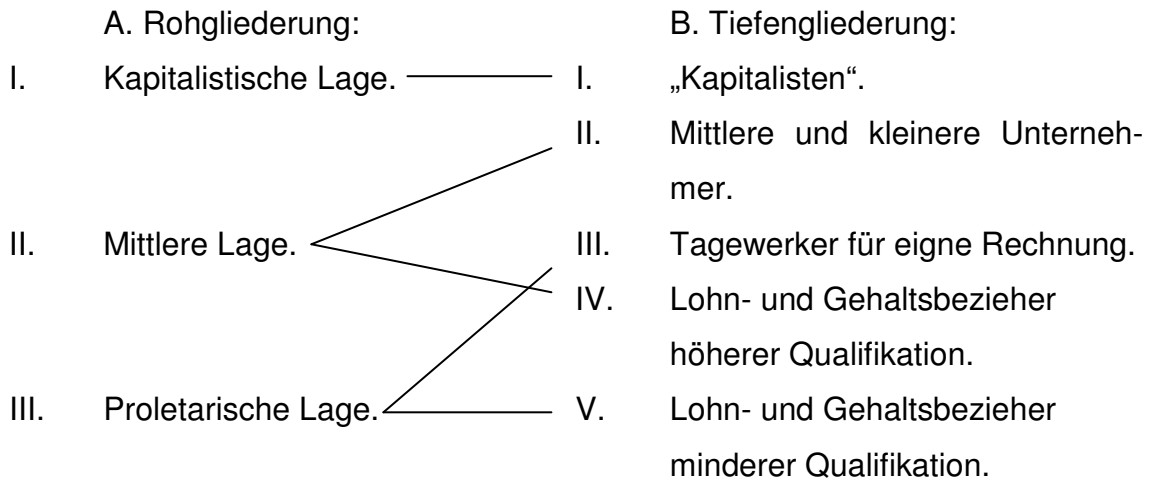 A. Rohgliederung: B. Tiefengliederung:
I. Kapitalistische Lage. I. „Kapitalisten“.
II. Mittlere und kleinere Unterneh-
mer.
II. Mittlere Lage. III. Tagewerker für eigne Rechnung.
IV. Lohn- und Gehaltsbezieher
höherer Qualifikation.
III. Proletarische Lage. V. Lohn- und Gehaltsbezieher
minderer Qualifikation.